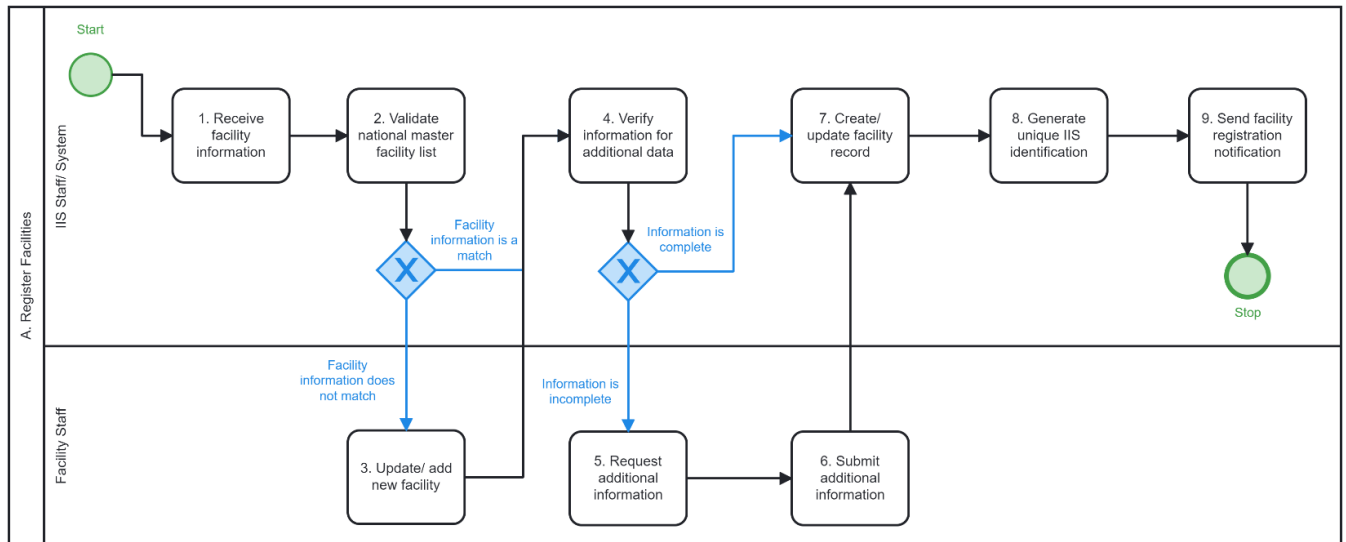 A. Register Facilities
IIS Staff/ System
Start
1. Receive
facility
information
2. Validate
national master
facility list
Facility
information is a
match
4. Verify
information for
additional data
Information is
complete
7. Create/
update facility
record
8. Generate
unique IIS
identification
9. Send facility
registration
notification
Stop
Facility Staff
Facility
information does
not match
3. Update/ add
new facility
Information is
incomplete
5. Request
additional
information
6. Submit
additional
information